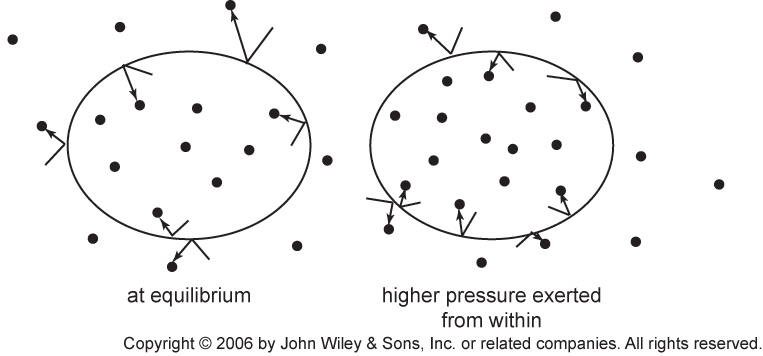 at equilibrium
higher pressure exerted
from within
Copyright © 2006 by John Wiley & Sons, Inc. or related companies. All rights reserved.